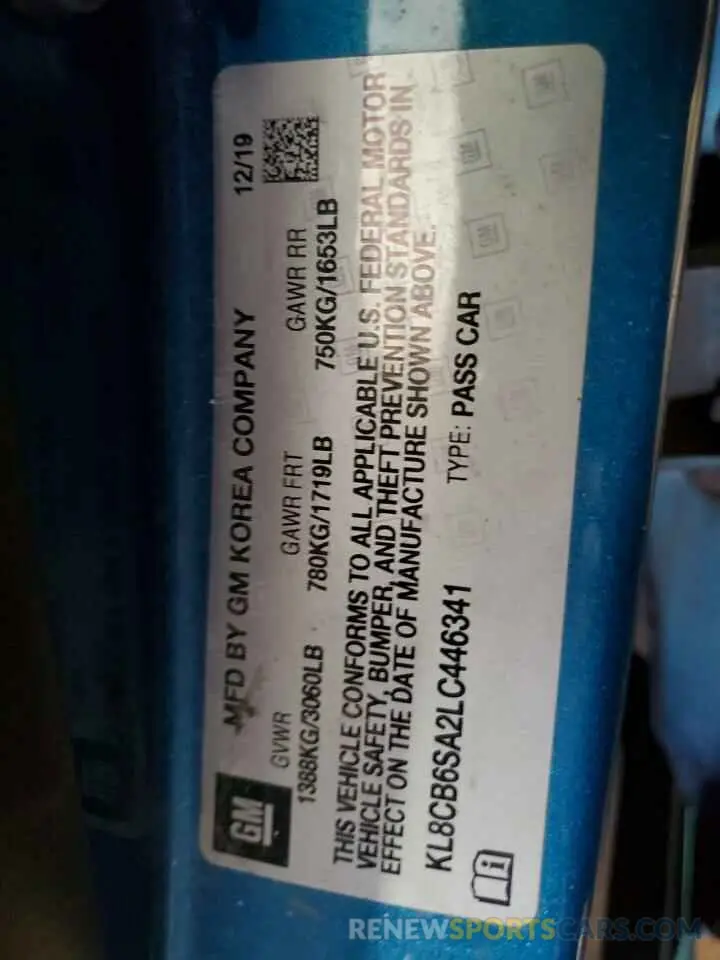 GM
MFD BY GM KOREA COMPANY 12/19
GVWR GAWR FRT GAWR RR
1388KG/3060LB 780KG/1719LB 750KG/1653LB
THIS VEHICLE CONFORMS TO ALL APPLICABLE U.S. FEDERAL MOTOR
VEHICLE SAFETY, BUMPER, AND THEFT PREVENTION STANDARDS IN
EFFECT ON THE DATE OF MANUFACTURE SHOWN ABOVE.
KL8CB6SA2LC446341 TYPE: PASS CAR
RENEWSPORTSCARS.COM